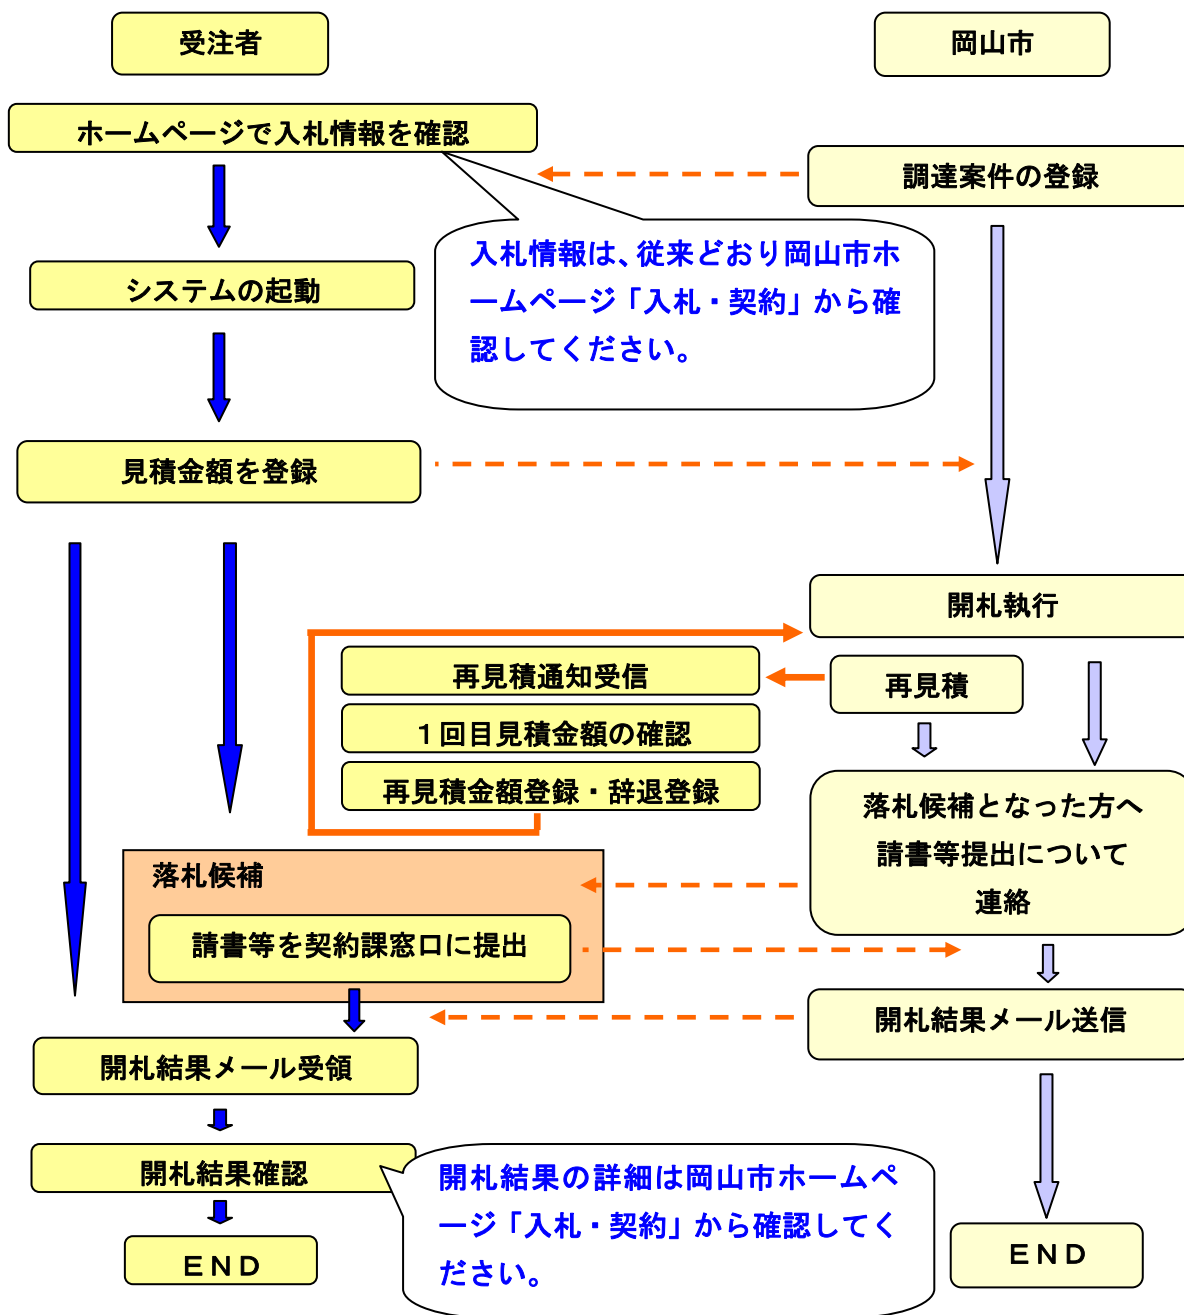 受注者
岡山市
ホームページで入札情報を確認
調達案件の登録
入札情報は、従来どおり岡山市ホ
ームページ「入札・契約」から確
認してください。
システムの起動
見積金額を登録
開札執行
再見積通知受信
再見積
１回目見積金額の確認
再見積金額登録・辞退登録
落札候補となった方へ
請書等提出について
連絡
落札候補
請書等を契約課窓口に提出
開札結果メール送信
開札結果メール受領
開札結果確認
開札結果の詳細は岡山市ホームペ
ージ「入札・契約」から確認してく
ださい。
ＥＮＤ
ＥＮＤ